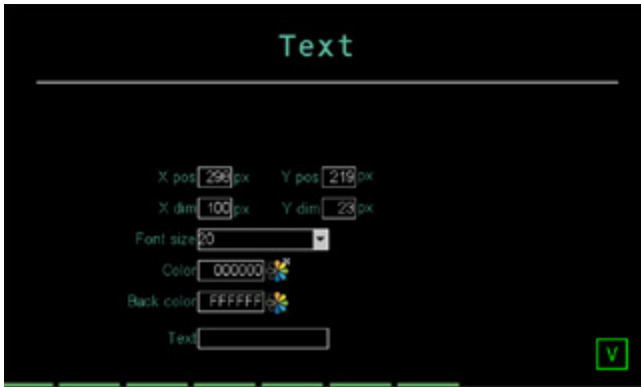 Text
X pos 296 px Y pos 219 px
X dim 100 px Y dim 23 px
Font size 20
Color 000000
Back color FFFFFF
Text
V